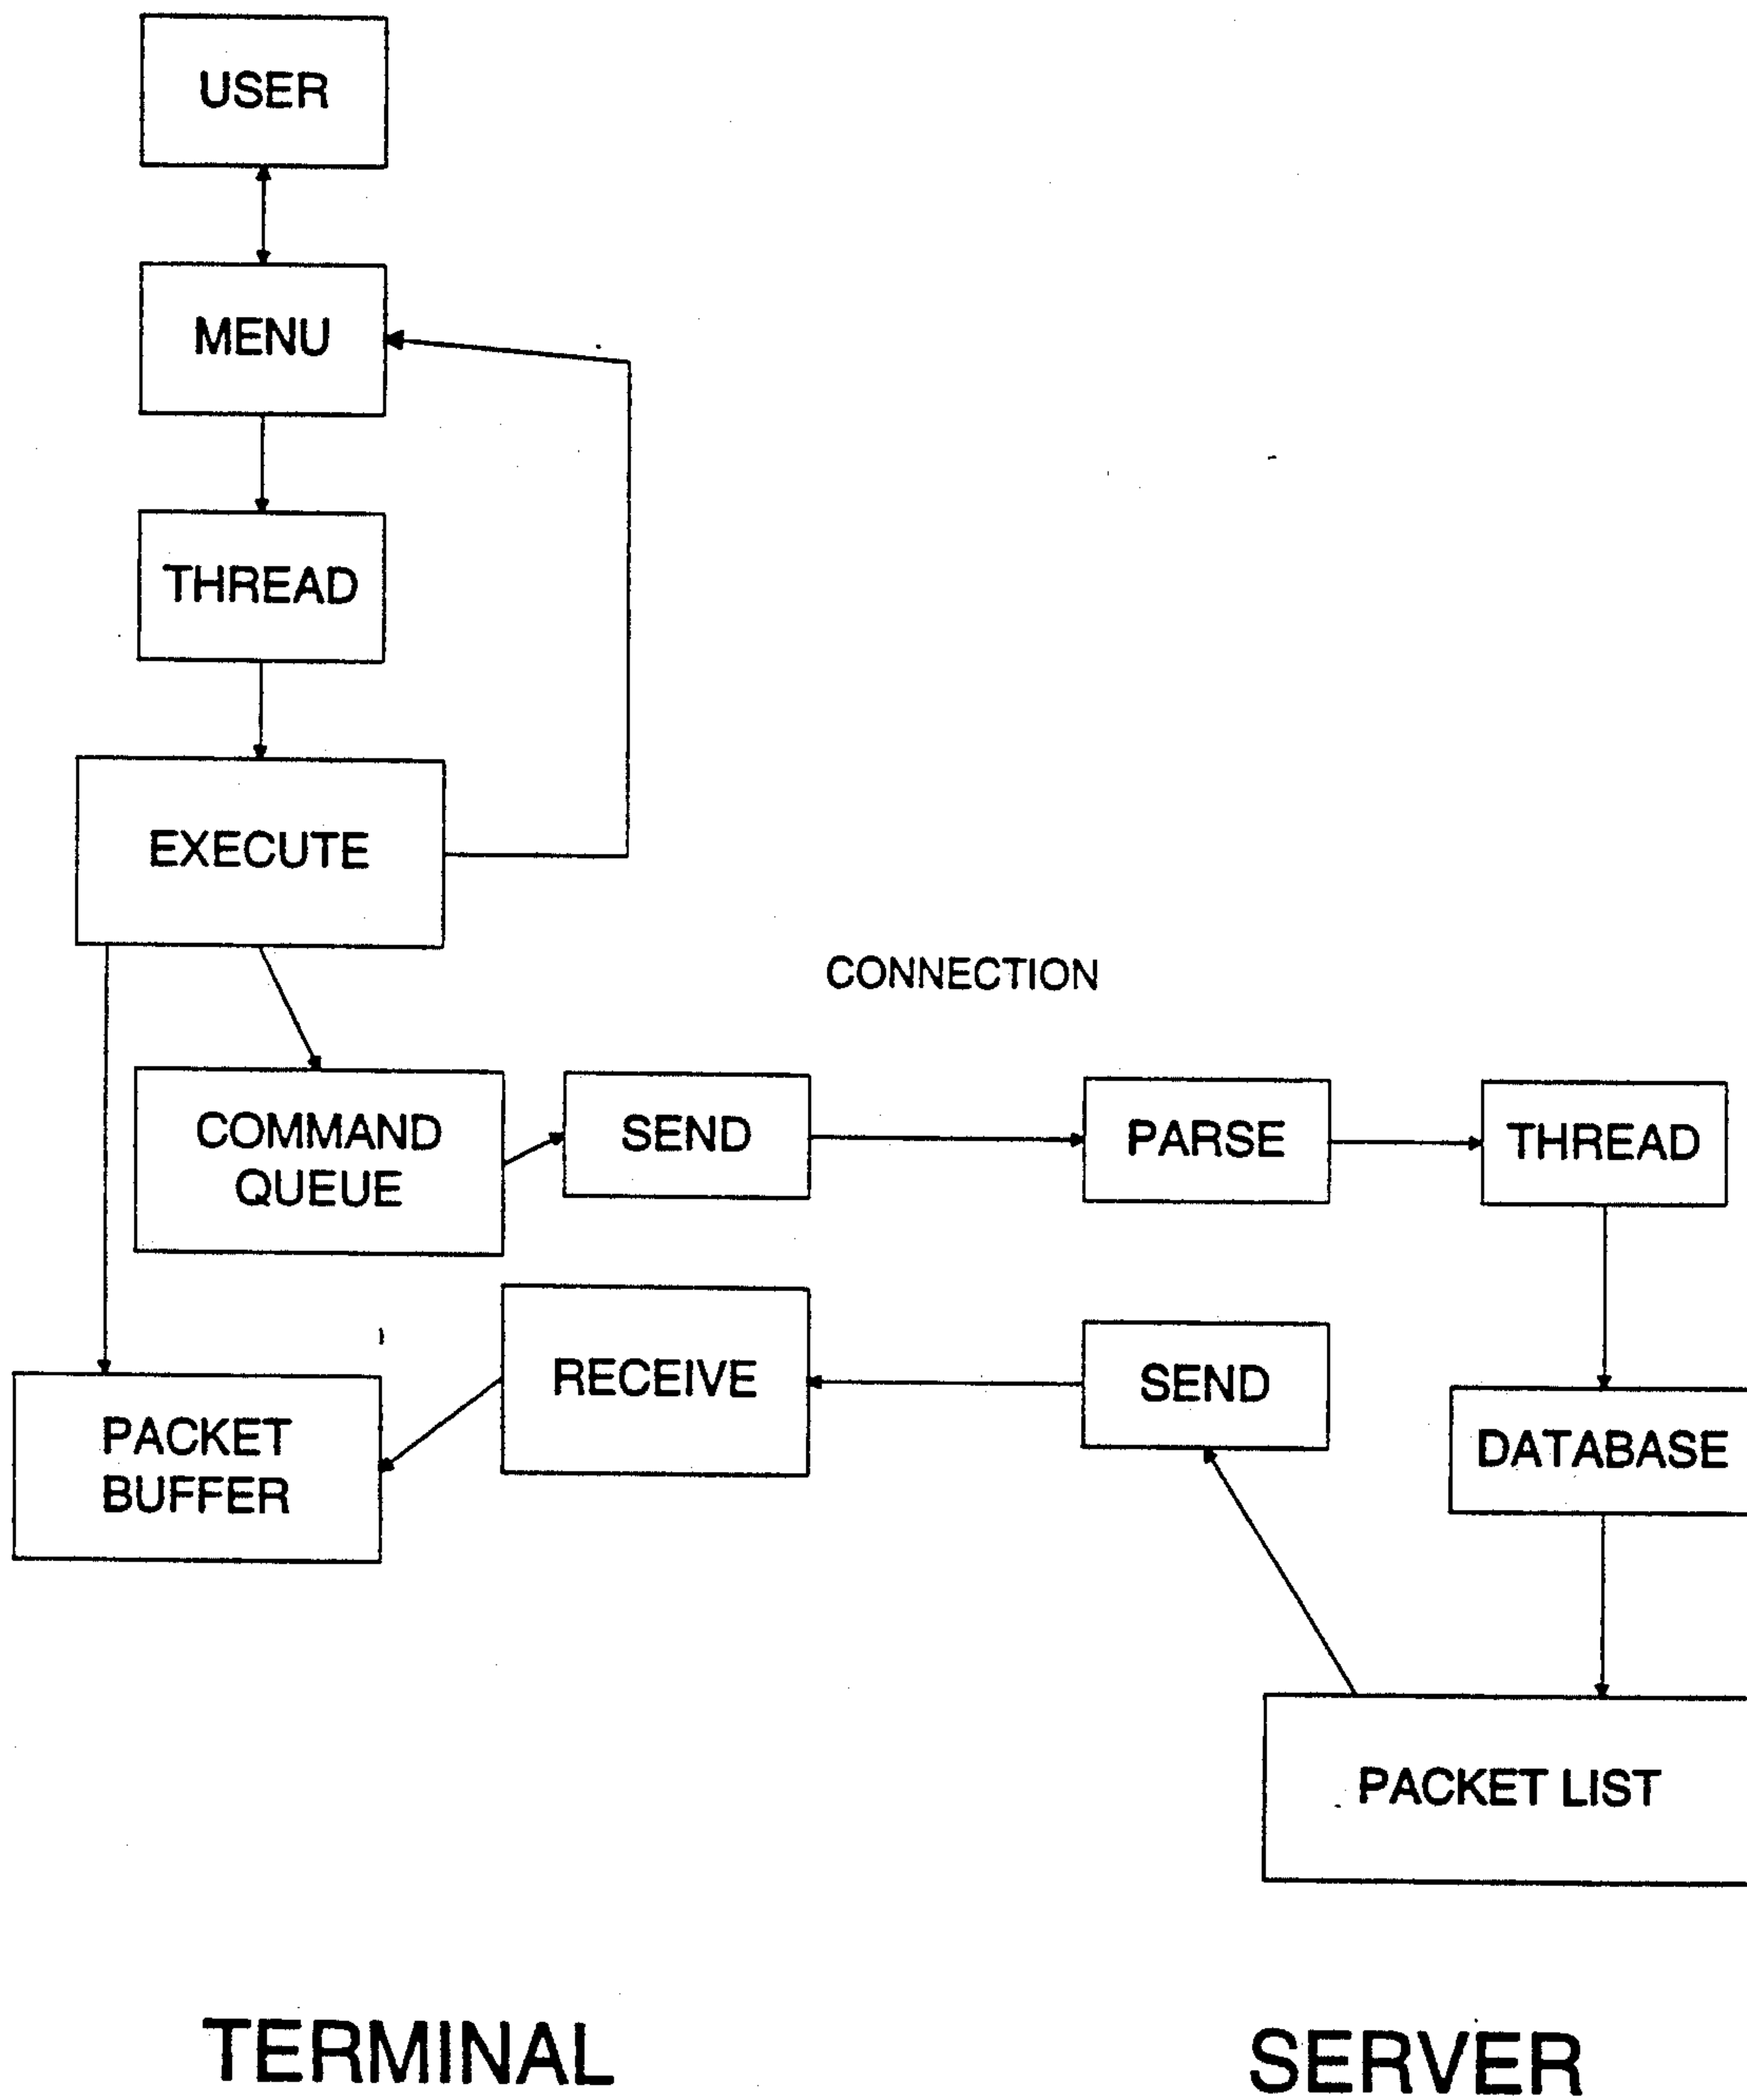 USER
MENU
THREAD
EXECUTE
CONNECTION
COMMAND
QUEUE
SEND
PARSE
THREAD
RECEIVE
SEND
PACKET
BUFFER
DATABASE
PACKET LIST
TERMINAL
SERVER